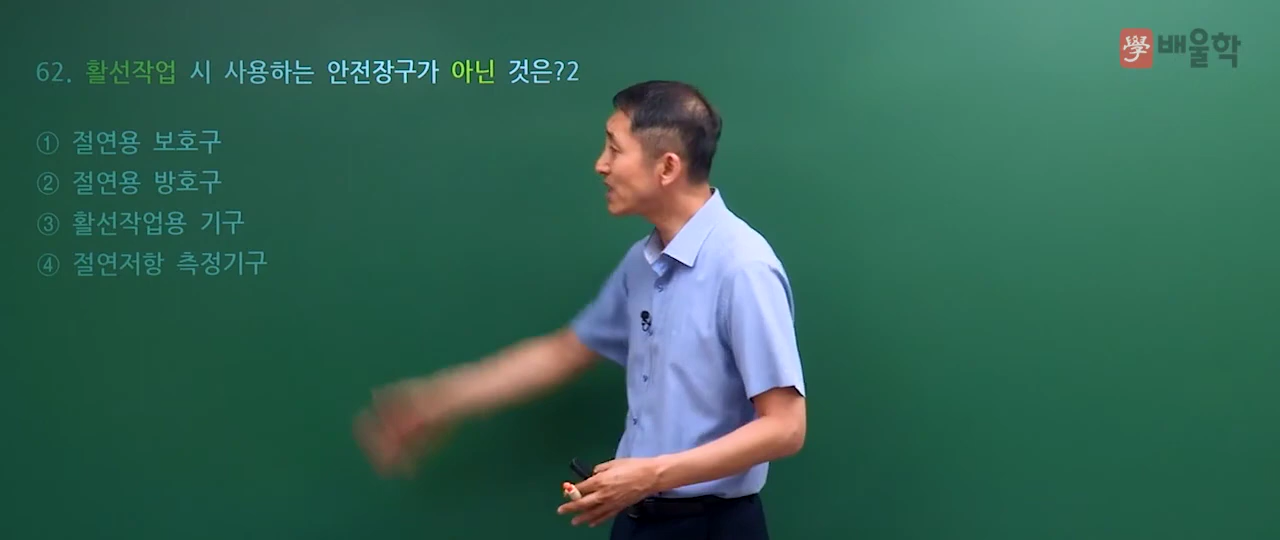 學 배울학
62. 활선작업 시 사용하는 안전장구가 아닌 것은?2
① 절연용 보호구
② 절연용 방호구
③ 활선작업용 기구
④ 절연저항 측정기구